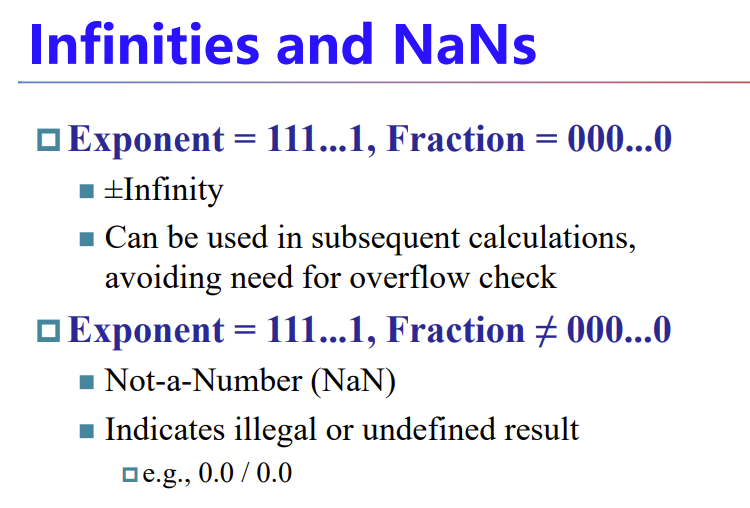 Infinities and NaNs
Exponent = 111...1, Fraction = 000...0
±Infinity
Can be used in subsequent calculations,
avoiding need for overflow check
Exponent = 111...1, Fraction ≠ 000...0
Not-a-Number (NaN)
Indicates illegal or undefined result
e.g., 0.0 / 0.0